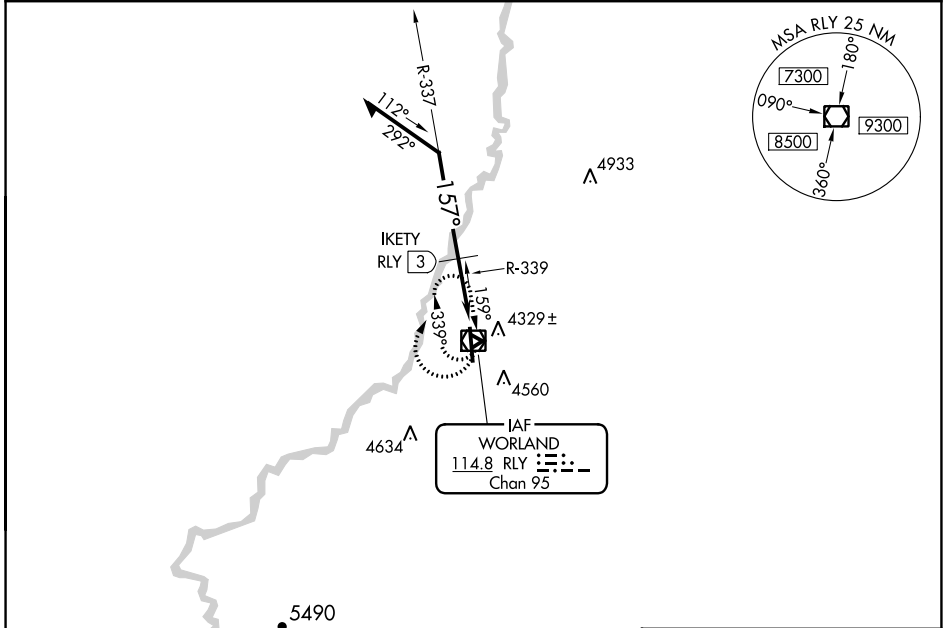 MSA RLY 25 NM
180°
7300
090°
9300
8500
360°
R-337
112°
292°
4933
157°
IKETY
RLY 3
R-339
159°
339°
4329±
4560
4634
IAF
WORLAND
114.8 RLY
Chan 95
5490